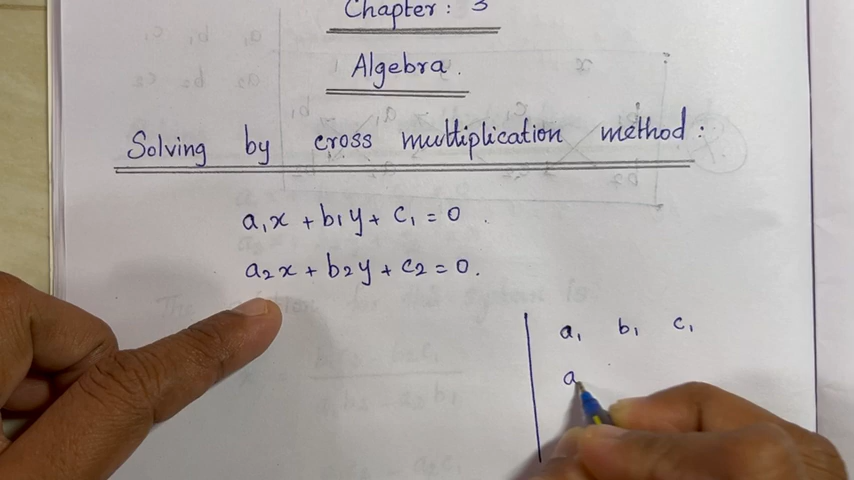 Chapter: 3
Algebra.
Solving by cross multiplication method:
a₁x + b₁y + c₁ = 0.
a₂x + b₂y + c₂ = 0.
a₁ b₁ c₁
a